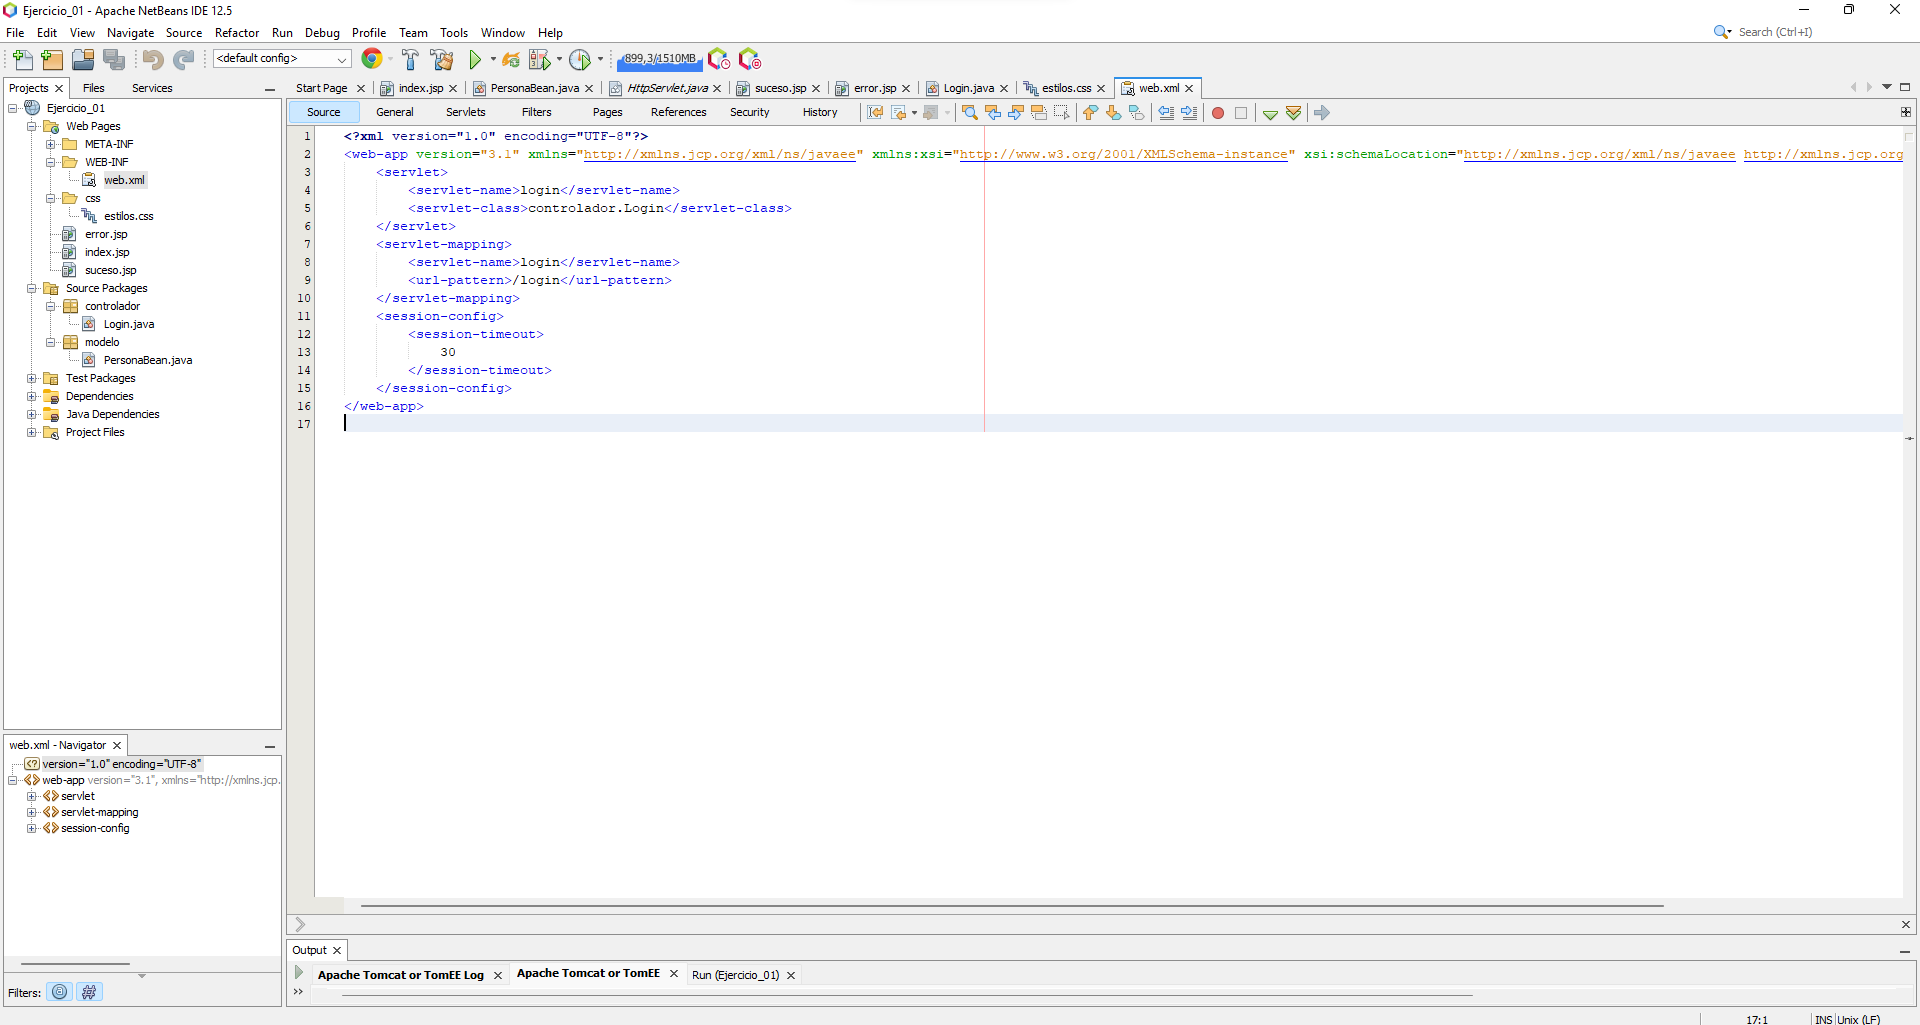 Ejercicio_01 - Apache NetBeans IDE 12.5
File Edit View Navigate Source Refactor Run Debug Profile Team Tools Window Help
Search (Ctrl+I)
<default config>
899,3/1510MB
Projects Files Services
Ejercicio_01
Web Pages
META-INF
WEB-INF
web.xml
css
estilos.css
error.jsp
index.jsp
suceso.jsp
Source Packages
controlador
Login.java
modelo
PersonaBean.java
Test Packages
Dependencies
Java Dependencies
Project Files
Start Page index.jsp PersonaBean.java HttpServlet.java suceso.jsp error.jsp Login.java estilos.css web.xml
Source General Servlets Filters Pages References Security History
1 <?xml version="1.0" encoding="UTF-8"?>
2 <web-app version="3.1" xmlns="http://xmlns.jcp.org/xml/ns/javaee" xmlns:xsi="http://www.w3.org/2001/XMLSchema-instance" xsi:schemaLocation="http://xmlns.jcp.org/xml/ns/javaee http://xmlns.jcp.org
3 <servlet>
4 <servlet-name>login</servlet-name>
5 <servlet-class>controlador.Login</servlet-class>
6 </servlet>
7 <servlet-mapping>
8 <servlet-name>login</servlet-name>
9 <url-pattern>/login</url-pattern>
10 </servlet-mapping>
11 <session-config>
12 <session-timeout>
13 30
14 </session-timeout>
15 </session-config>
16 </web-app>
17
web.xml - Navigator
version="1.0" encoding="UTF-8"
web-app version="3.1", xmlns="http://xmlns.jcp.
servlet
servlet-mapping
session-config
Filters:
Output
Apache Tomcat or TomEE Log Apache Tomcat or TomEE Run (Ejercicio_01)
17:1 INS Unix (LF)